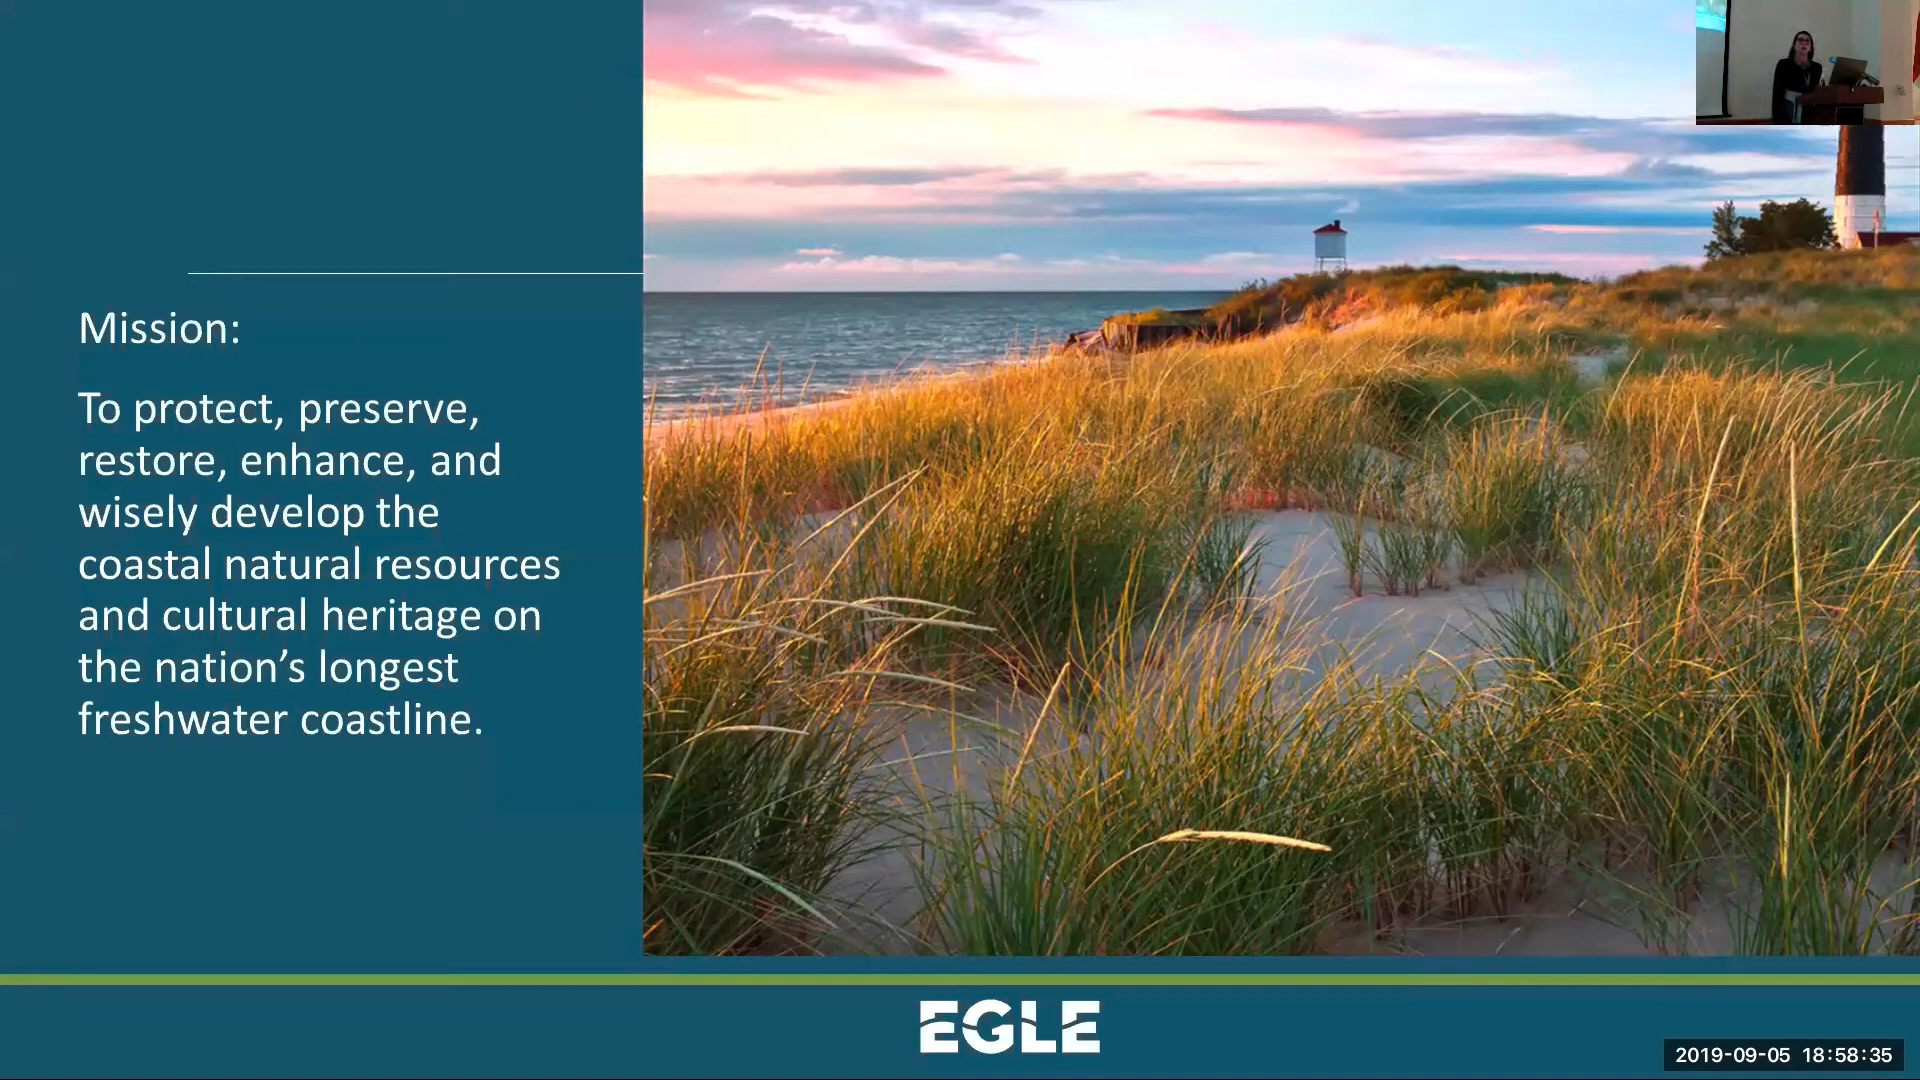 Mission:
To protect, preserve,
restore, enhance, and
wisely develop the
coastal natural resources
and cultural heritage on
the nation’s longest
freshwater coastline.
EGLE
2019-09-05 18:58:35